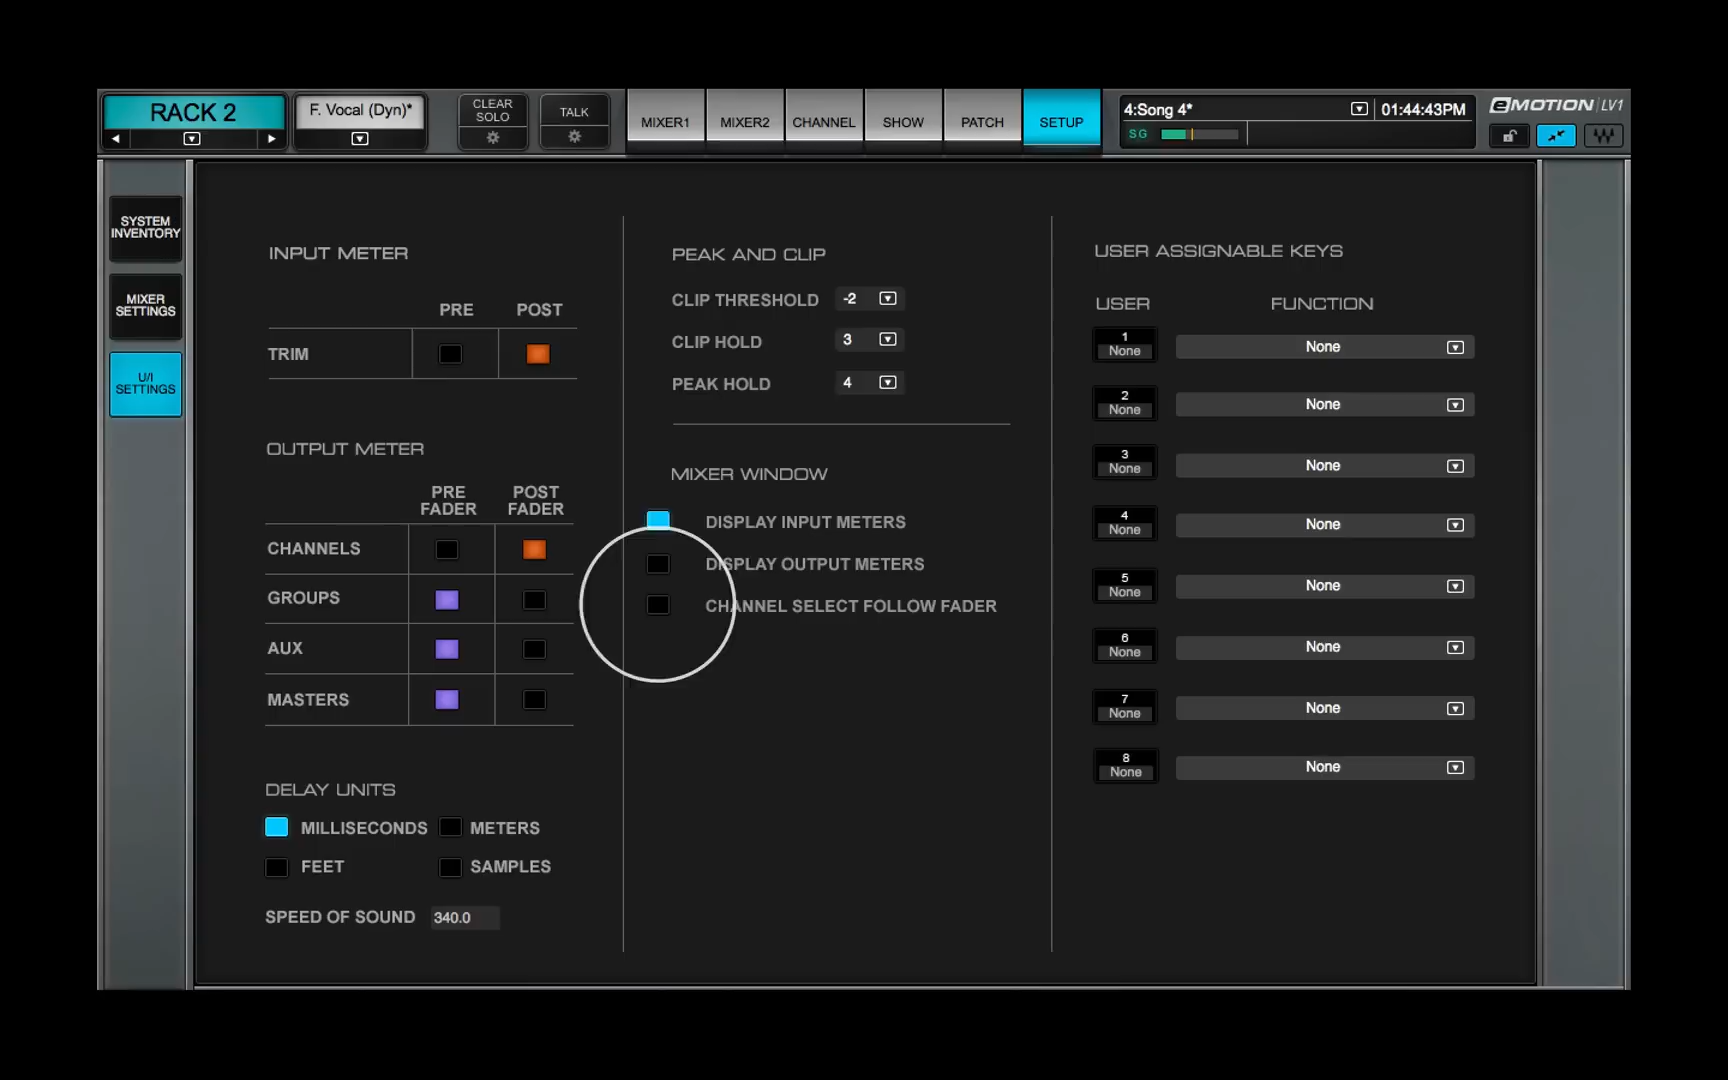 RACK 2
F. Vocal (Dyn)*
CLEAR
SOLO
TALK
MIXER1
MIXER2
CHANNEL
SHOW
PATCH
SETUP
4:Song 4*
01:44:43PM
SG
eMOTION LV1
SYSTEM
INVENTORY
MIXER
SETTINGS
U/I
SETTINGS
INPUT METER
PRE
POST
TRIM
OUTPUT METER
PRE
FADER
POST
FADER
CHANNELS
GROUPS
AUX
MASTERS
DELAY UNITS
MILLISECONDS
METERS
FEET
SAMPLES
SPEED OF SOUND
340.0
PEAK AND CLIP
CLIP THRESHOLD
-2
CLIP HOLD
3
PEAK HOLD
4
MIXER WINDOW
DISPLAY INPUT METERS
DISPLAY OUTPUT METERS
CHANNEL SELECT FOLLOW FADER
USER ASSIGNABLE KEYS
USER
FUNCTION
1
None
None
2
None
None
3
None
None
4
None
None
5
None
None
6
None
None
7
None
None
8
None
None